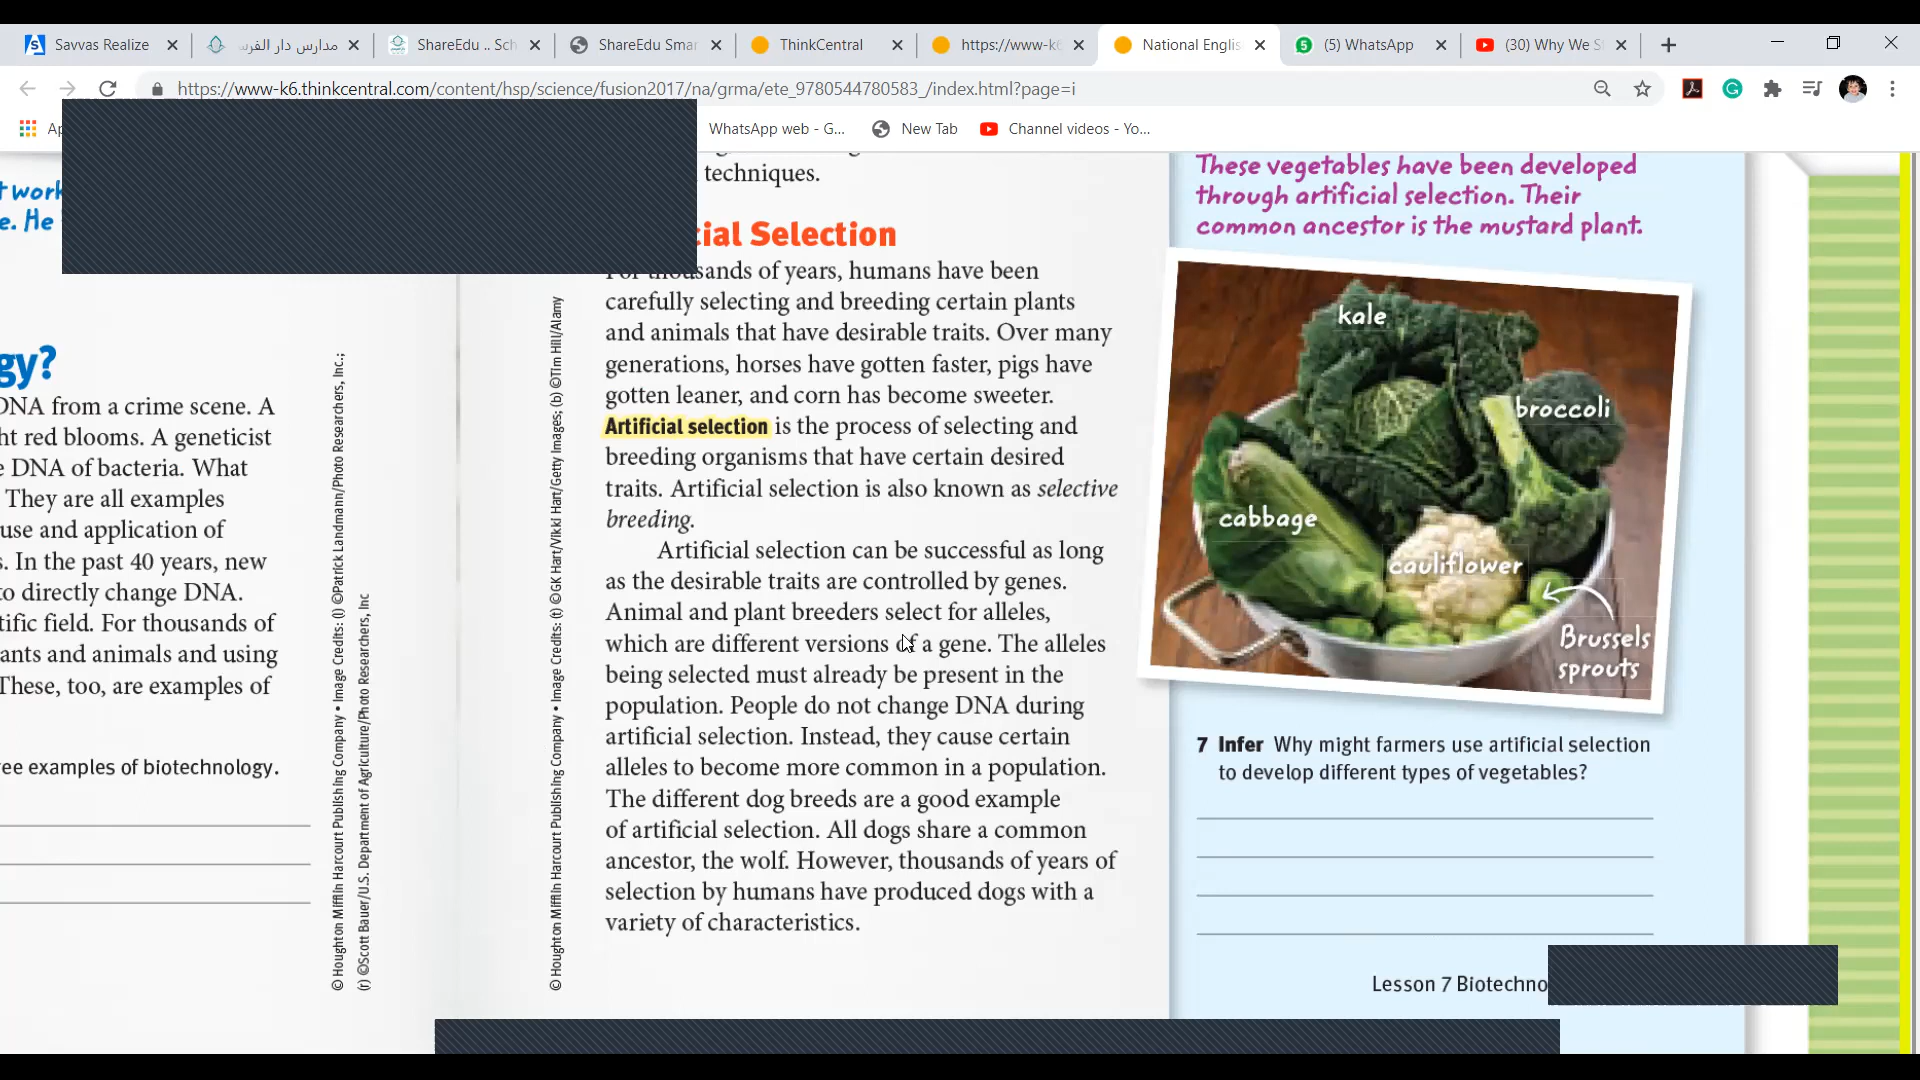 Savvas Realize
مدارس دار الفر
ShareEdu .. Sch
ShareEdu Smar
ThinkCentral
https://www-k6
National Englis
(5) WhatsApp
(30) Why We S
https://www-k6.thinkcentral.com/content/hsp/science/fusion2017/na/grma/ete_9780544780583_/index.html?page=i
Ap
WhatsApp web - G...
New Tab
Channel videos - Yo...
t work
e. He
gy?
DNA from a crime scene. A
ht red blooms. A geneticist
e DNA of bacteria. What
They are all examples
use and application of
s. In the past 40 years, new
to directly change DNA.
tific field. For thousands of
ants and animals and using
These, too, are examples of
ree examples of biotechnology.
© Houghton Mifflin Harcourt Publishing Company • Image Credits: (l) ©Patrick Landmann/Photo Researchers, Inc.;
(r) ©Scott Bauer/U.S. Department of Agriculture/Photo Researchers, Inc
© Houghton Mifflin Harcourt Publishing Company • Image Credits: (t) ©GK Hart/Vikki Hart/Getty Images; (b) ©Tim Hill/Alamy
techniques.
cial Selection
For thousands of years, humans have been
carefully selecting and breeding certain plants
and animals that have desirable traits. Over many
generations, horses have gotten faster, pigs have
gotten leaner, and corn has become sweeter.
Artificial selection is the process of selecting and
breeding organisms that have certain desired
traits. Artificial selection is also known as selective
breeding.
Artificial selection can be successful as long
as the desirable traits are controlled by genes.
Animal and plant breeders select for alleles,
which are different versions of a gene. The alleles
being selected must already be present in the
population. People do not change DNA during
artificial selection. Instead, they cause certain
alleles to become more common in a population.
The different dog breeds are a good example
of artificial selection. All dogs share a common
ancestor, the wolf. However, thousands of years of
selection by humans have produced dogs with a
variety of characteristics.
These vegetables have been developed
through artificial selection. Their
common ancestor is the mustard plant.
kale
broccoli
cabbage
cauliflower
Brussels
sprouts
7 Infer Why might farmers use artificial selection
to develop different types of vegetables?
Lesson 7 Biotechno